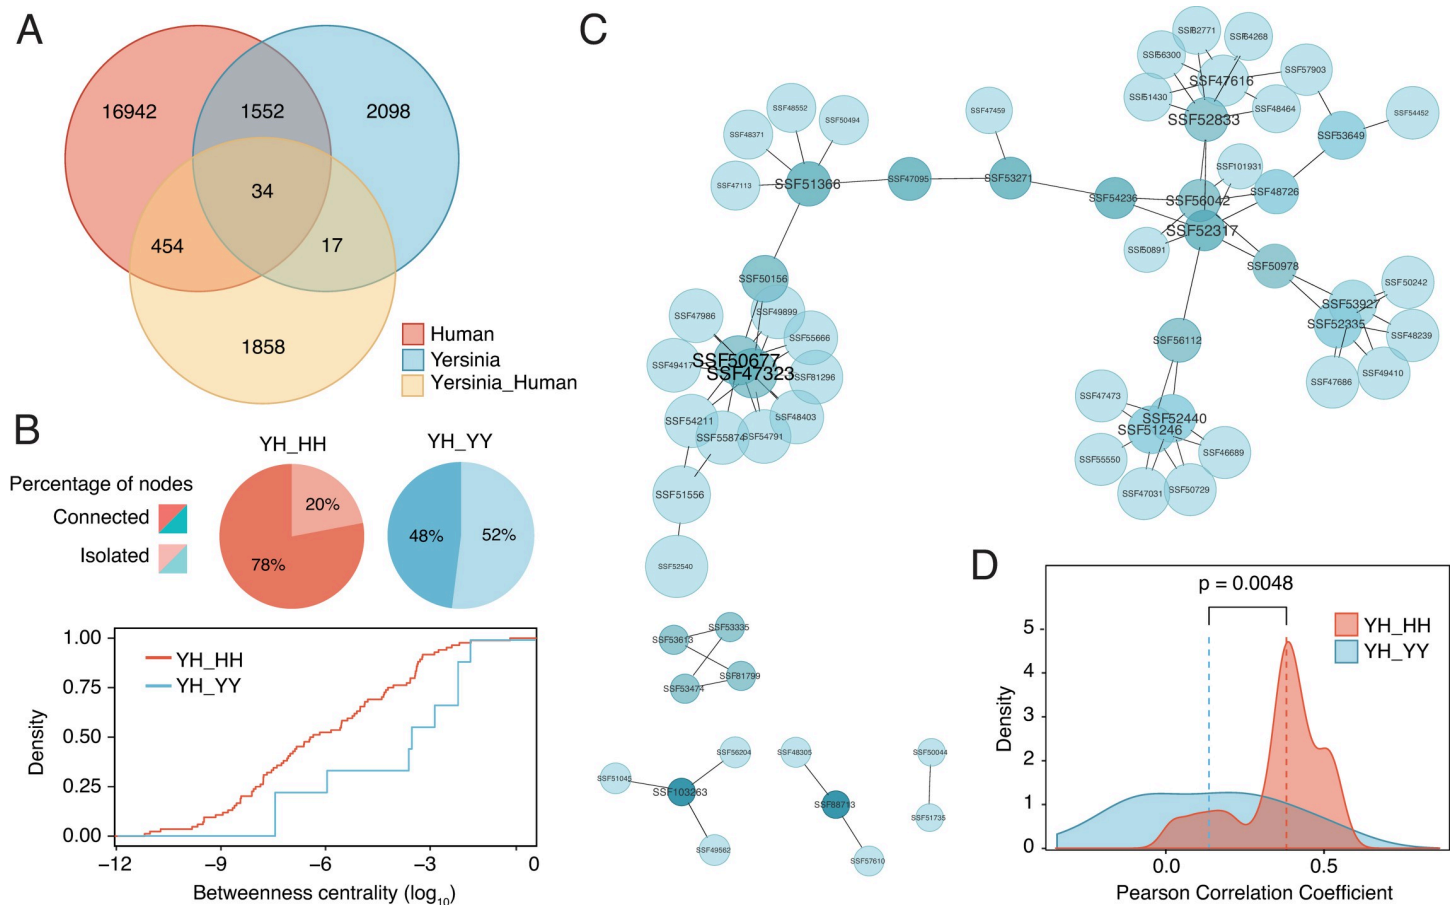 A
16942
1552
2098
34
454
17
1858
Human
Yersinia
Yersinia_Human
B
YH_HH
YH_YY
Percentage of nodes
Connected
Isolated
20%
78%
48%
52%
1.00
0.75
0.50
0.25
0.00
Density
YH_HH
YH_YY
−12
−9
−6
−3
0
Betweenness centrality (log10)
C
SSF48552
SSF50494
SSF48371
SSF47113
SSF51366
SSF47095
SSF47459
SSF53271
SSF54236
SSF56042
SSF52317
SSF101931
SSF48726
SSF50891
SSF50978
SSF62771
SSF64268
SSF56300
SSF47616
SSF57903
SSF51430
SSF48464
SSF52833
SSF53649
SSF54452
SSF50242
SSF53927
SSF52335
SSF48239
SSF49410
SSF47686
SSF56112
SSF47473
SSF52440
SSF51246
SSF46689
SSF55550
SSF47031
SSF50729
SSF50156
SSF47986
SSF49899
SSF55666
SSF50677
SSF47323
SSF49417
SSF81296
SSF54211
SSF48403
SSF55874
SSF54791
SSF51556
SSF52540
SSF53335
SSF53613
SSF81799
SSF53474
SSF56204
SSF51045
SSF103263
SSF49562
SSF48305
SSF88713
SSF57610
SSF50044
SSF51735
D
p = 0.0048
YH_HH
YH_YY
5
4
3
2
1
0
Density
0.0
0.5
Pearson Correlation Coefficient